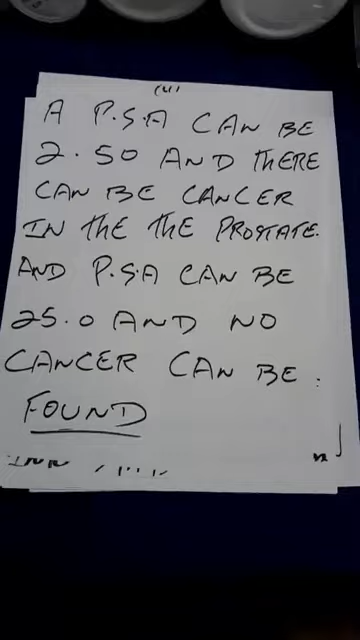 (4)
A P.S.A CAN BE
2.50 AND THERE
CAN BE CANCER
IN THE THE PROSTATE.
AND P.S.A CAN BE
25.0 AND NO
CANCER CAN BE.
FOUND